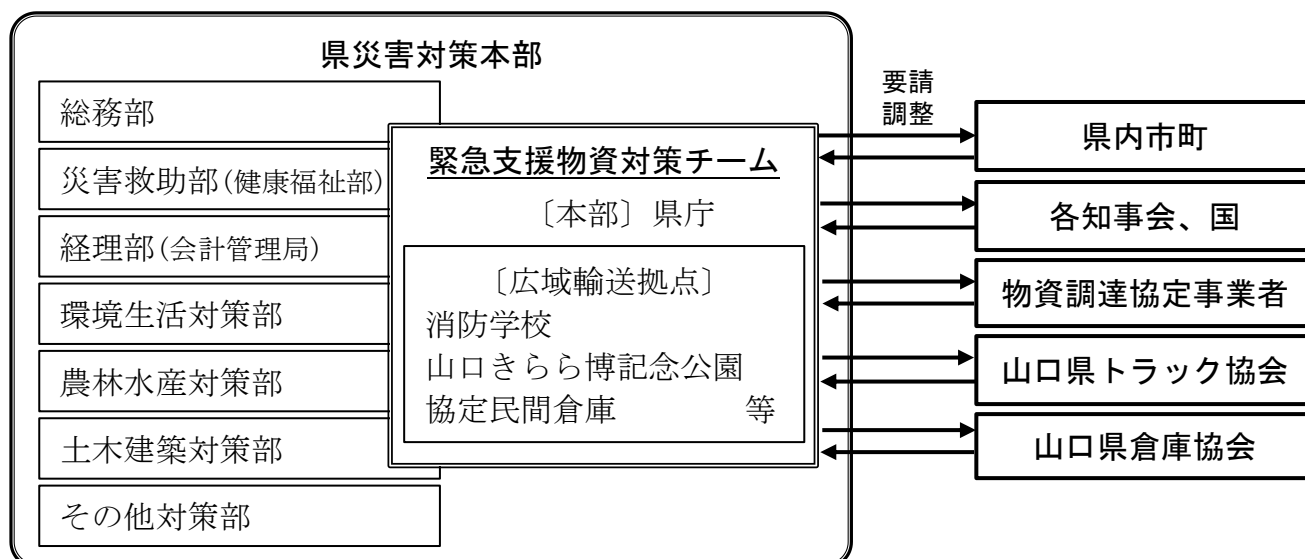 県災害対策本部
総務部
災害救助部(健康福祉部)
経理部(会計管理局)
環境生活対策部
農林水産対策部
土木建築対策部
その他対策部
緊急支援物資対策チーム
〔本部〕県庁
〔広域輸送拠点〕
消防学校
山口きらら博記念公園
協定民間倉庫 等
要請
調整
県内市町
各知事会、国
物資調達協定事業者
山口県トラック協会
山口県倉庫協会